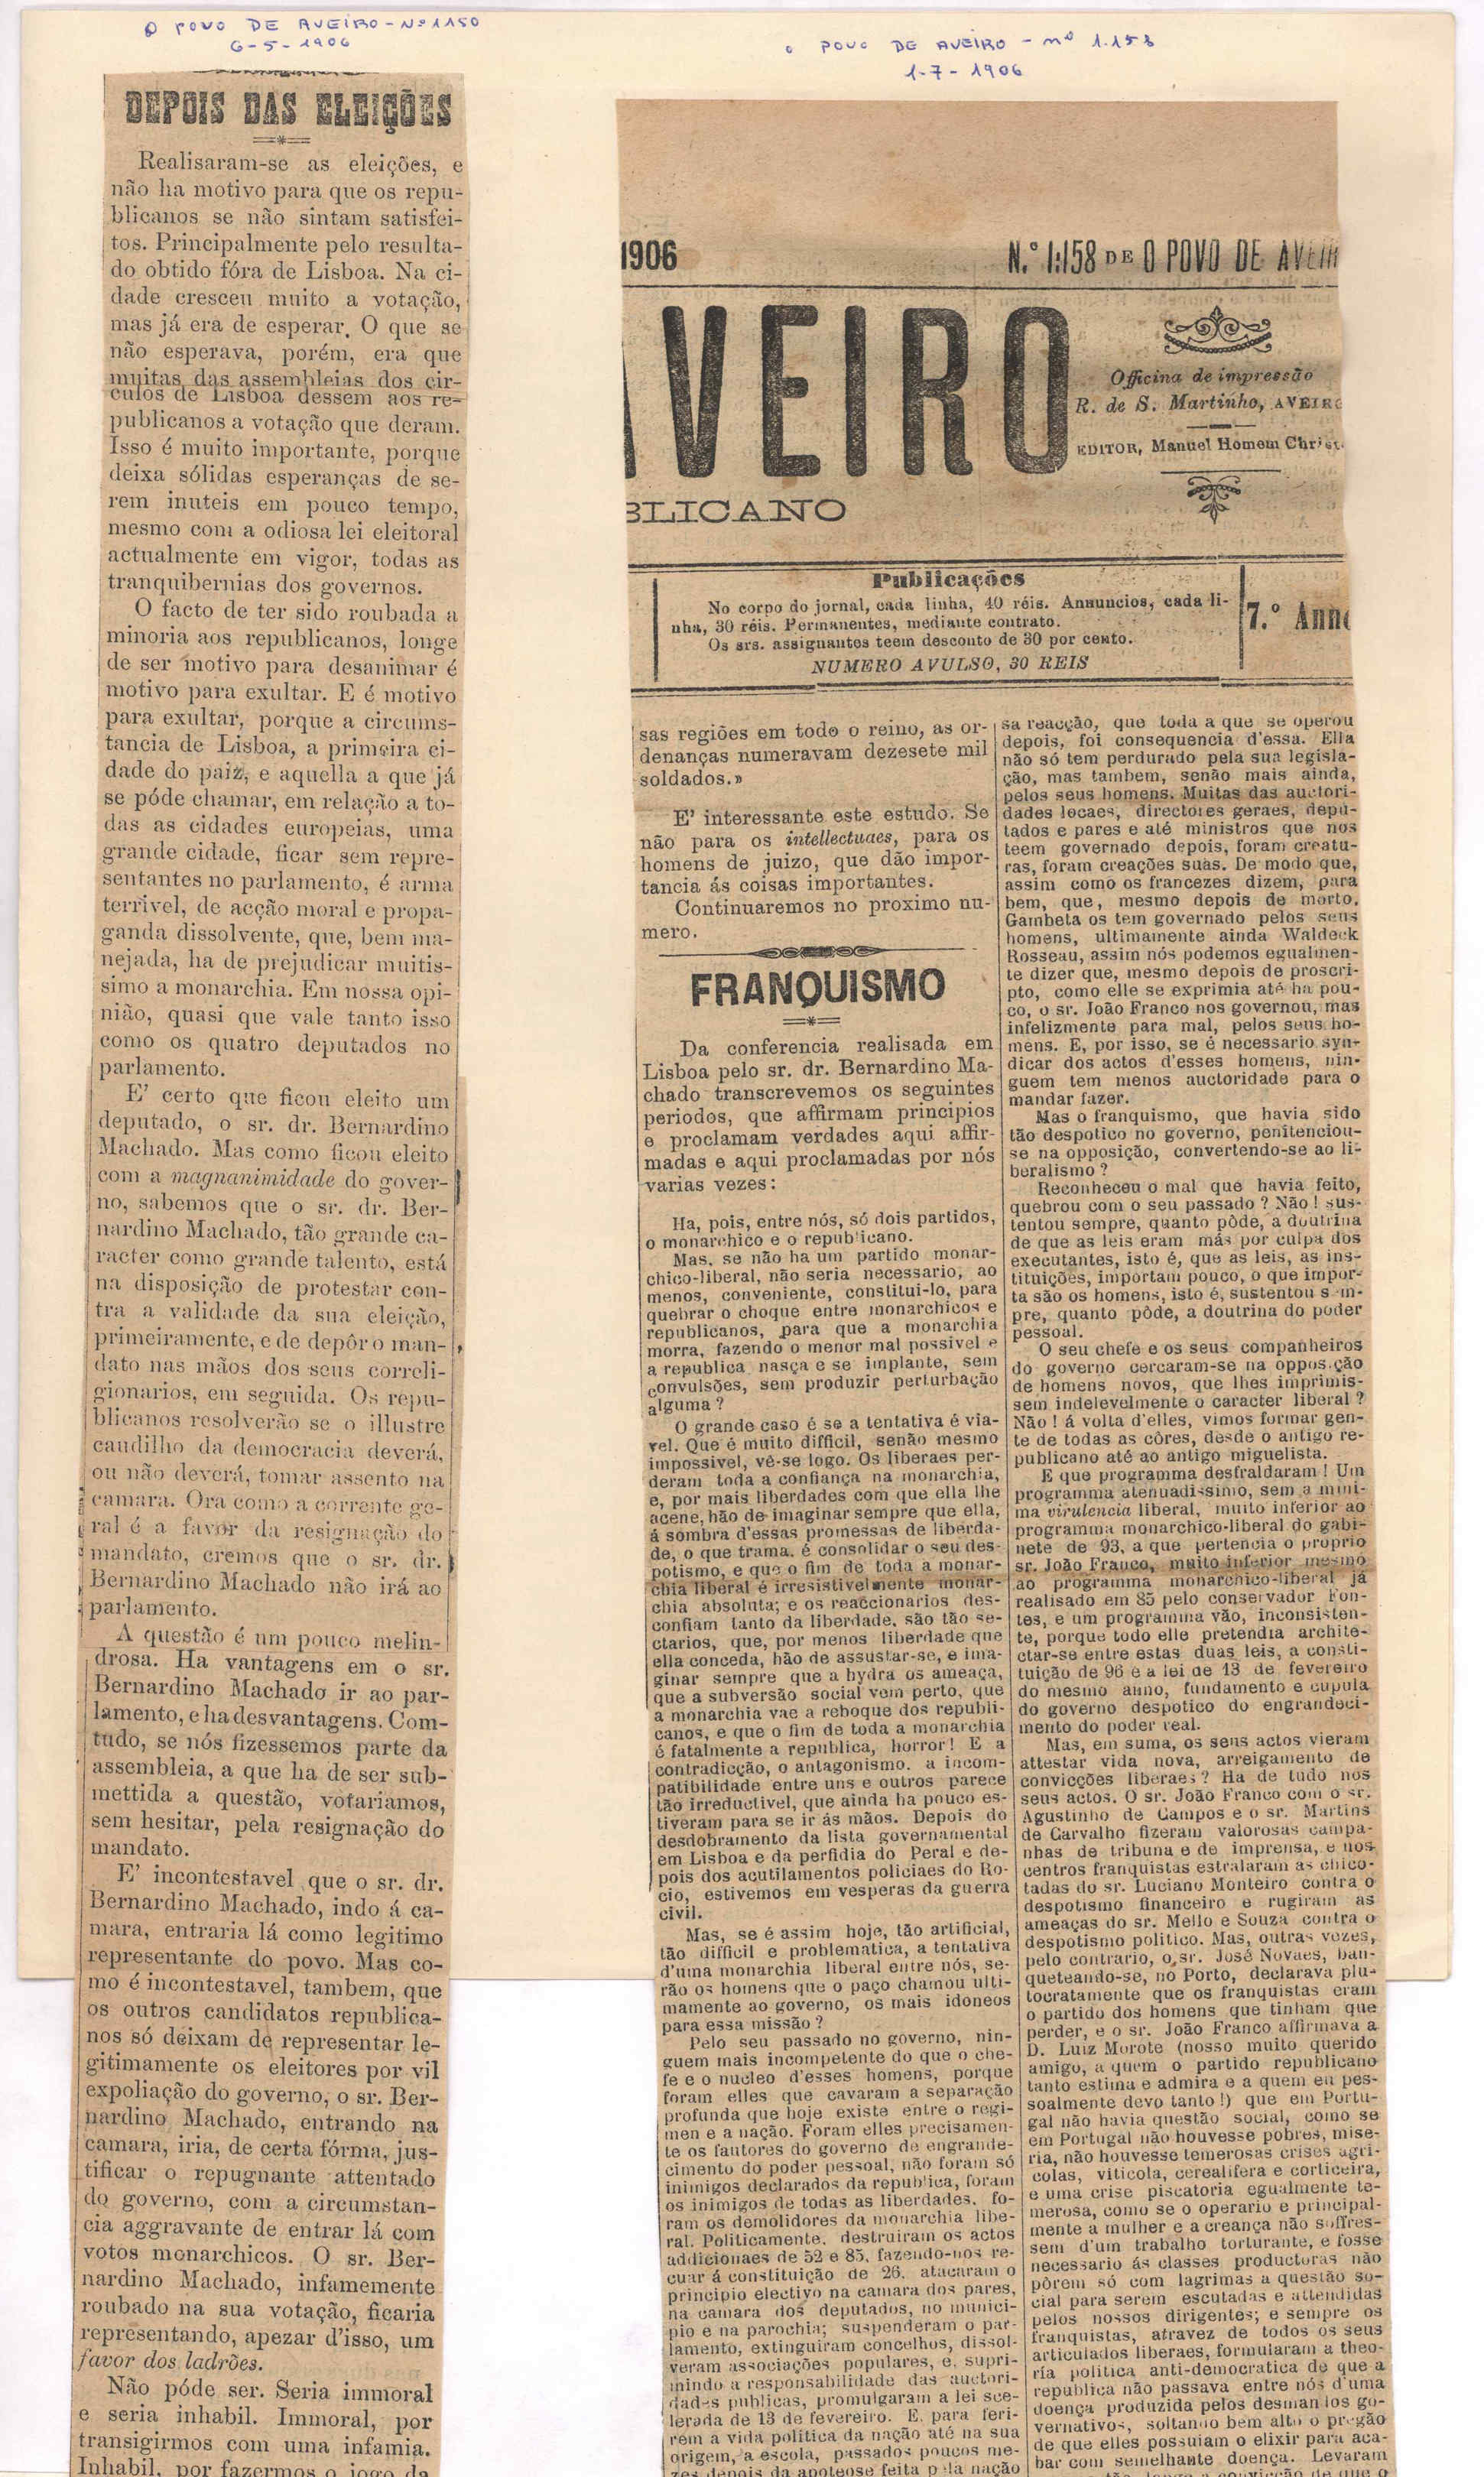 O POVO DE AVEIRO - Nº 1150
6-5-1906
DEPOIS DAS ELEIÇÕES
Realisaram-se as eleições, e
não ha motivo para que os repu-
blicanos se não sintam satisfei-
tos. Principalmente pelo resulta-
do obtido fóra de Lisboa. Na ci-
dade cresceu muito a votação,
mas já era de esperar. O que se
não esperava, porém, era que
muitas das assembleias dos cir-
culos de Lisboa dessem aos re-
publicanos a votação que deram.
Isso é muito importante, porque
deixa sólidas esperanças de se-
rem inuteis em pouco tempo,
mesmo com a odiosa lei eleitoral
actualmente em vigor, todas as
tranquibernias dos governos.
O facto de ter sido roubada a
minoria aos republicanos, longe
de ser motivo para desanimar é
motivo para exultar. E é motivo
para exultar, porque a circums-
tancia de Lisboa, a primeira ci-
dade do paiz, e aquella a que já
se póde chamar, em relação a to-
das as cidades europeias, uma
grande cidade, ficar sem repre-
sentantes no parlamento, é arma
terrivel, de acção moral e propa-
ganda dissolvente, que, bem ma-
nejada, ha de prejudicar muitis-
simo a monarchia. Em nossa opi-
nião, quasi que vale tanto isso
como os quatro deputados no
parlamento.
E' certo que ficou eleito um
deputado, o sr. dr. Bernardino
Machado. Mas como ficou eleito
com a magnanimidade do gover-
no, sabemos que o sr. dr. Ber-
nardino Machado, tão grande ca-
racter como grande talento, está
na disposição de protestar con-
tra a validade da sua eleição,
primeiramente, e de depôr o man-
dato nas mãos dos seus correli-
gionarios, em seguida. Os repu-
blicanos resolverão se o illustre
caudilho da democracia deverá,
ou não deverá, tomar assento na
camara. Ora como a corrente ge-
ral é a favor da resignação do
mandato, cremos que o sr. dr.
Bernardino Machado não irá ao
parlamento.
A questão é um pouco melin-
drosa. Ha vantagens em o sr.
Bernardino Machado ir ao par-
lamento, e ha desvantagens. Com-
tudo, se nós fizessemos parte da
assembleia, a que ha de ser sub-
mettida a questão, votariamos,
sem hesitar, pela resignação do
mandato.
E' incontestavel que o sr. dr.
Bernardino Machado, indo á ca-
mara, entraria lá como legitimo
representante do povo. Mas co-
mo é incontestavel, tambem, que
os outros candidatos republica-
nos só deixam de representar le-
gitimamente os eleitores por vil
expoliação do governo, o sr. Ber-
nardino Machado, entrando na
camara, iria, de certa fórma, jus-
tificar o repugnante attentado
do governo, com a circumstan-
cia aggravante de entrar lá com
votos monarchicos. O sr. Ber-
nardino Machado, infamemente
roubado na sua votação, ficaria
representando, apezar d'isso, um
favor dos ladrões.
Não póde ser. Seria immoral
e seria inhabil. Immoral, por
transigirmos com uma infamia.
Inhabil, por fazermos o jogo da
O POVO DE AVEIRO - nº 1.158
1-7-1906
1906
N.º 1:158 DE O POVO DE AVEIR
AVEIRO
BLICANO
Officina de impressão
R. de S. Martinho, AVEIRO
EDITOR, Manuel Homem Christ
Publicações
No corpo do jornal, cada linha, 40 réis. Annuncios, cada li-
nha, 30 réis. Permanentes, mediante contrato.
Os srs. assignantes teem desconto de 30 por cento.
NUMERO AVULSO, 30 REIS
7.º Anno
sas regiões em todo o reino, as or-
denanças numeravam dezesete mil
soldados.»
E' interessante este estudo. Se
não para os intellectuaes, para os
homens de juizo, que dão impor-
tancia ás coisas importantes.
Continuaremos no proximo nu-
mero.
FRANQUISMO
Da conferencia realisada em
Lisboa pelo sr. dr. Bernardino Ma-
chado transcrevemos os seguintes
periodos, que affirmam principios
e proclamam verdades aqui affir-
madas e aqui proclamadas por nós
varias vezes:
Ha, pois, entre nós, só dois partidos,
o monarchico e o republicano.
Mas, se não ha um partido monar-
chico-liberal, não seria necessario, ao
menos, conveniente, constitui-lo, para
quebrar o choque entre monarchicos e
republicanos, para que a monarchia
morra, fazendo o menor mal possivel e
a republica nasça e se implante, sem
convulsões, sem produzir perturbação
alguma?
O grande caso é se a tentativa é via-
vel. Que é muito difficil, senão mesmo
impossivel, vê-se logo. Os liberaes per-
deram toda a confiança na monarchia,
e, por mais liberdades com que ella lhe
acene, hão de imaginar sempre que ella,
á sombra d'essas promessas de liberda-
de, o que trama, é consolidar o seu des-
potismo, e que o fim de toda a monar-
chia liberal é irresistivelmente monar-
chia absoluta; e os reaccionarios des-
confiam tanto da liberdade, são tão se-
ctarios, que, por menos liberdade que
ella conceda, hão de assustar-se, e ima-
ginar sempre que a hydra os ameaça,
que a subversão social vem perto, que
a monarchia vae a reboque dos republi-
canos, e que o fim de toda a monarchia
é fatalmente a republica, horror! E a
contradicção, o antagonismo, a incom-
patibilidade entre uns e outros parece
tão irreductivel, que ainda ha pouco es-
tiveram para se ir ás mãos. Depois do
desdobramento da lista governamental
em Lisboa e da perfidia do Peral e de-
pois dos acutilamentos policiaes do Ro-
cio, estivemos em vesperas da guerra
civil.
Mas, se é assim hoje, tão artificial,
tão difficil e problematica, a tentativa
d'uma monarchia liberal entre nós, se-
rão os homens que o paço chamou ulti-
mamente ao governo, os mais idoneos
para essa missão?
Pelo seu passado no governo, nin-
guem mais incompetente do que o che-
fe e o nucleo d'esses homens, porque
foram elles que cavaram a separação
profunda que hoje existe entre o regi-
men e a nação. Foram elles precisamen-
te os fautores do governo de engrande-
cimento do poder pessoal, não foram só
inimigos declarados da republica, foram
os inimigos de todas as liberdades, fo-
ram os demolidores da monarchia libe-
ral. Politicamente, destruiram os actos
addicionaes de 52 e 85, fazendo-nos re-
cuar á constituição de 26, atacaram o
principio electivo na camara dos pares,
na camara dos deputados, no munici-
pio e na parochia; suspenderam o par-
lamento, extinguiram concelhos, dissol-
veram associações populares, e, supri-
mindo a responsabilidade das auctori-
dades publicas, promulgaram a lei sce-
lerada de 13 de fevereiro. E, para feri-
rem a vida politica da nação até na sua
origem, a escola, passados poucos me-
zes depois da apoteose feita pela nação
sa reacção, que toda a que se operou
depois, foi consequencia d'essa. Ella
não só tem perdurado pela sua legisla-
ção, mas tambem, senão mais ainda,
pelos seus homens. Muitas das auctori-
dades locaes, directores geraes, depu-
tados e pares e até ministros que nos
teem governado depois, foram creatu-
ras, foram creações suas. De modo que,
assim como os francezes dizem, para
bem, que, mesmo depois de morto,
Gambeta os tem governado pelos seus
homens, ultimamente ainda Waldeck
Rosseau, assim nós podemos egualmen-
te dizer que, mesmo depois de proscri-
pto, como elle se exprimia até ha pou-
co, o sr. João Franco nos governou, mas
infelizmente para mal, pelos seus ho-
mens. E, por isso, se é necessario syn-
dicar dos actos d'esses homens, nin-
guem tem menos auctoridade para o
mandar fazer.
Mas o franquismo, que havia sido
tão despotico no governo, penitenciou-
se na opposição, convertendo-se ao li-
beralismo?
Reconheceu o mal que havia feito,
quebrou com o seu passado? Não! sus-
tentou sempre, quanto pôde, a doutrina
de que as leis eram más por culpa dos
executantes, isto é, que as leis, as ins-
tituições, importam pouco, o que impor-
ta são os homens, isto é, sustentou sem-
pre, quanto pôde, a doutrina do poder
pessoal.
O seu chefe e os seus companheiros
do governo cercaram-se na opposição
de homens novos, que lhes imprimis-
sem indelevelmente o caracter liberal?
Não! á volta d'elles, vimos formar gen-
te de todas as côres, desde o antigo re-
publicano até ao antigo miguelista.
E que programma desfraldaram! Um
programma atenuadissimo, sem a mini-
ma virulencia liberal, muito inferior ao
programma monarchico-liberal do gabi-
nete de 93, a que pertencia o proprio
sr. João Franco, muito inferior mesmo
ao programma monarchico-liberal já
realisado em 85 pelo conservador Fon-
tes, e um programma vão, inconsisten-
te, porque todo elle pretendia archite-
ctar-se entre estas duas leis, a consti-
tuição de 96 e a lei de 13 de fevereiro
do mesmo anno, fundamento e cupula
do governo despotico do engrandeci-
mento do poder real.
Mas, em suma, os seus actos vieram
attestar vida nova, arreigamento de
convicções liberaes? Ha de tudo nos
seus actos. O sr. João Franco com o sr.
Agustinho de Campos e o sr. Martins
de Carvalho fizeram valorosas campa-
nhas de tribuna e de imprensa, e nos
centros franquistas estralaram as chico-
tadas do sr. Luciano Monteiro contra o
despotismo financeiro e rugiram as
ameaças do sr. Mello e Souza contra o
despotismo politico. Mas, outras vezes,
pelo contrario, o sr. José Novaes, ban-
queteando-se, no Porto, declarava plu-
tocratamente que os franquistas eram
o partido dos homens que tinham que
perder, e o sr. João Franco affirmava a
D. Luiz Morote (nosso muito querido
amigo, a quem o partido republicano
tanto estima e admira e a quem eu pes-
soalmente devo tanto!) que em Portu-
gal não havia questão social, como se
em Portugal não houvesse pobres, mise-
ria, não houvesse temerosas crises agri-
colas, viticola, cerealifera e corticeira,
e uma crise piscatoria egualmente te-
merosa, como se o operario e principal-
mente a mulher e a creança não soffres-
sem d'um trabalho torturante, e fosse
necessario ás classes productoras não
pôrem só com lagrimas a questão so-
cial para serem escutadas e attendidas
pelos nossos dirigentes; e sempre os
franquistas, atravez de todos os seus
articulados liberaes, formularam a theo-
ria politica anti-democratica de que a
republica não passava entre nós d'uma
doença produzida pelos desmanlos go-
vernativos, soltando bem alto o pregão
de que elles possuiam o elixir para aca-
bar com semelhante doença. Levaram